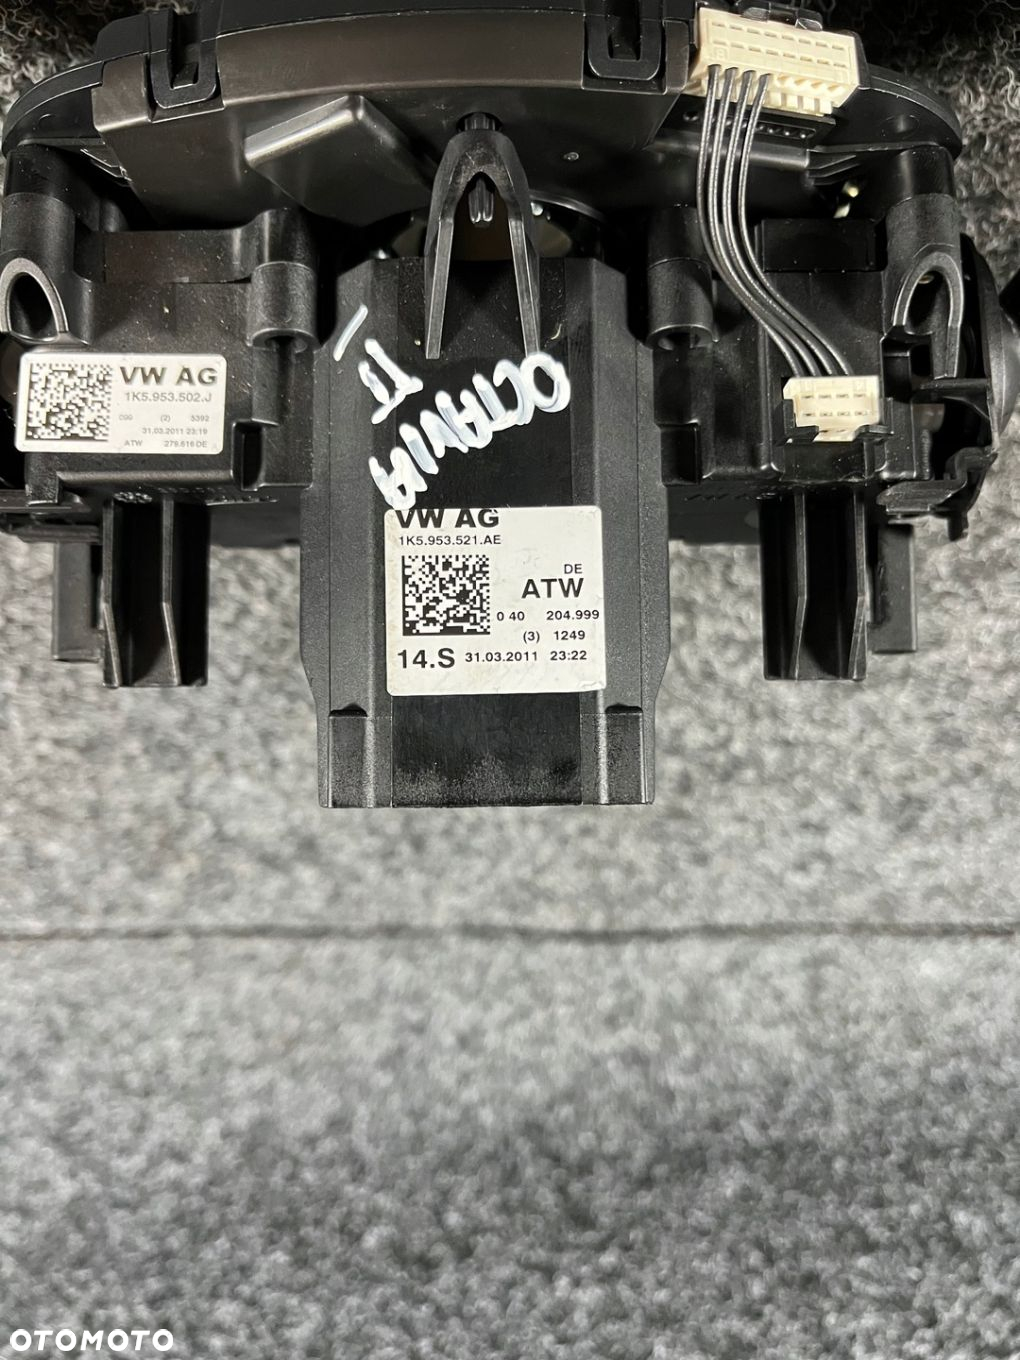 VW AG
1K5.953.502.J
(2) 5392
31.03.2011 23:19
ATW 279.616 DE
OCTAVIA
II
VW AG
1K5.953.521.AE
DE
ATW
0 40 204.999
(3) 1249
14.S 31.03.2011 23:22
OTOMOTO